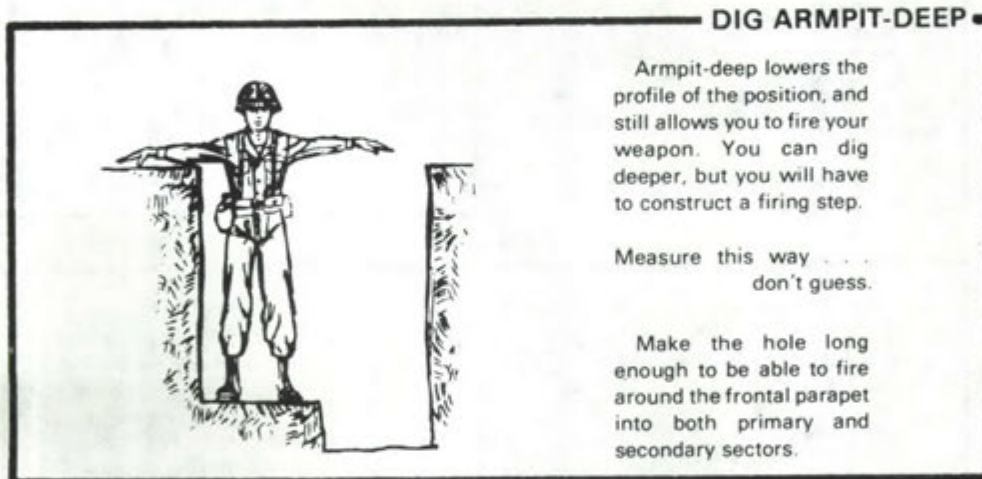 DIG ARMPIT-DEEP
Armpit-deep lowers the
profile of the position, and
still allows you to fire your
weapon. You can dig
deeper, but you will have
to construct a firing step.
Measure this way . . .
don't guess.
Make the hole long
enough to be able to fire
around the frontal parapet
into both primary and
secondary sectors.